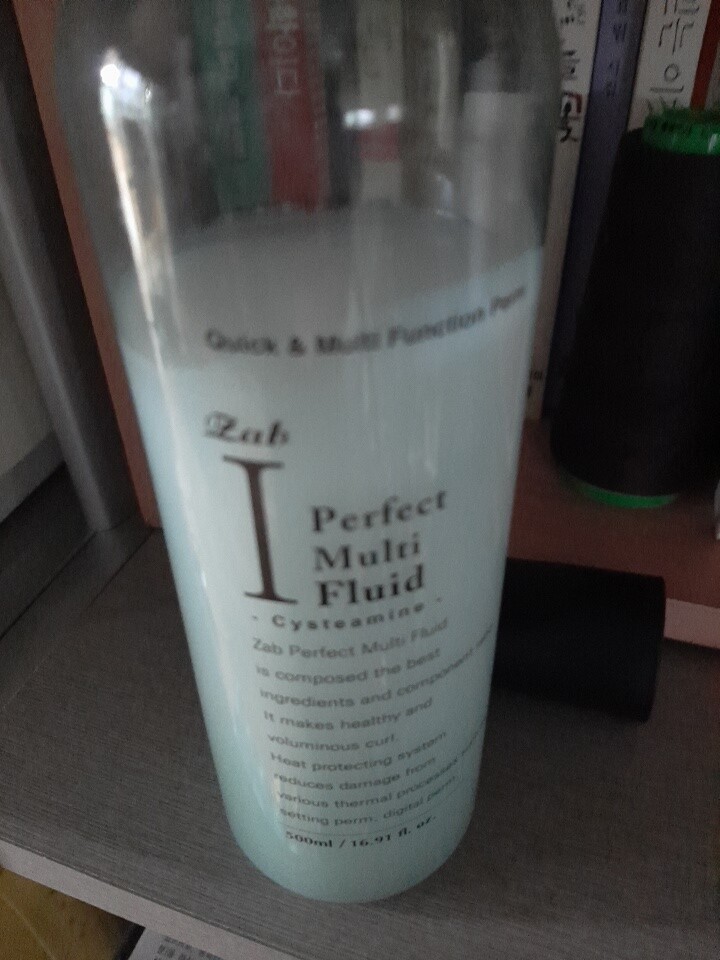 Quick & Multi Function Perm
Zab
I
Perfect
Multi
Fluid
- Cysteamine -
Zab Perfect Multi Fluid
is composed the best
ingredients and component
It makes healthy and
voluminous curl.
Heat protecting system
reduces damage from
various thermal processes
setting perm, digital perm
500ml / 16.91 fl. oz.